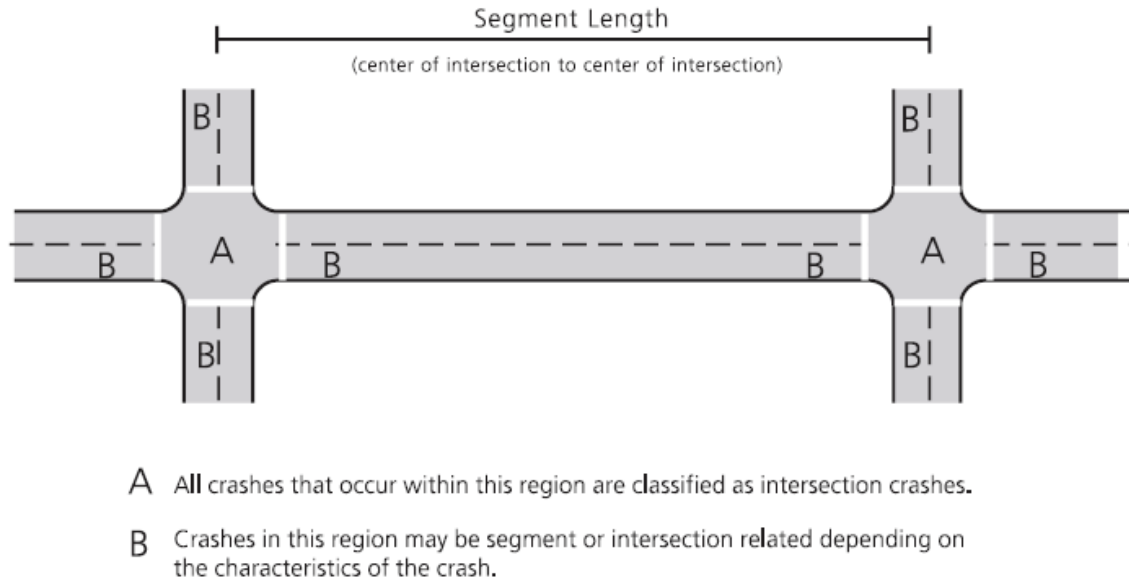 Segment Length
(center of intersection to center of intersection)
B
B
A
A
B
B
B
B
B
B
A All crashes that occur within this region are classified as intersection crashes.
B Crashes in this region may be segment or intersection related depending on
the characteristics of the crash.